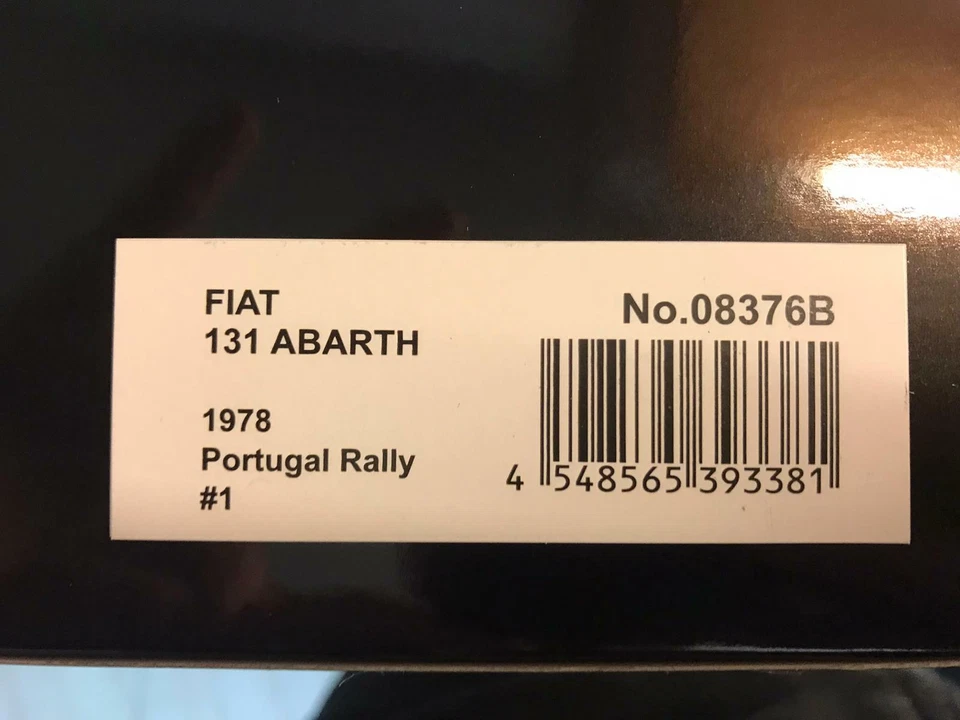 FIAT
131 ABARTH
1978
Portugal Rally
#1
No.08376B
4 548565 393381